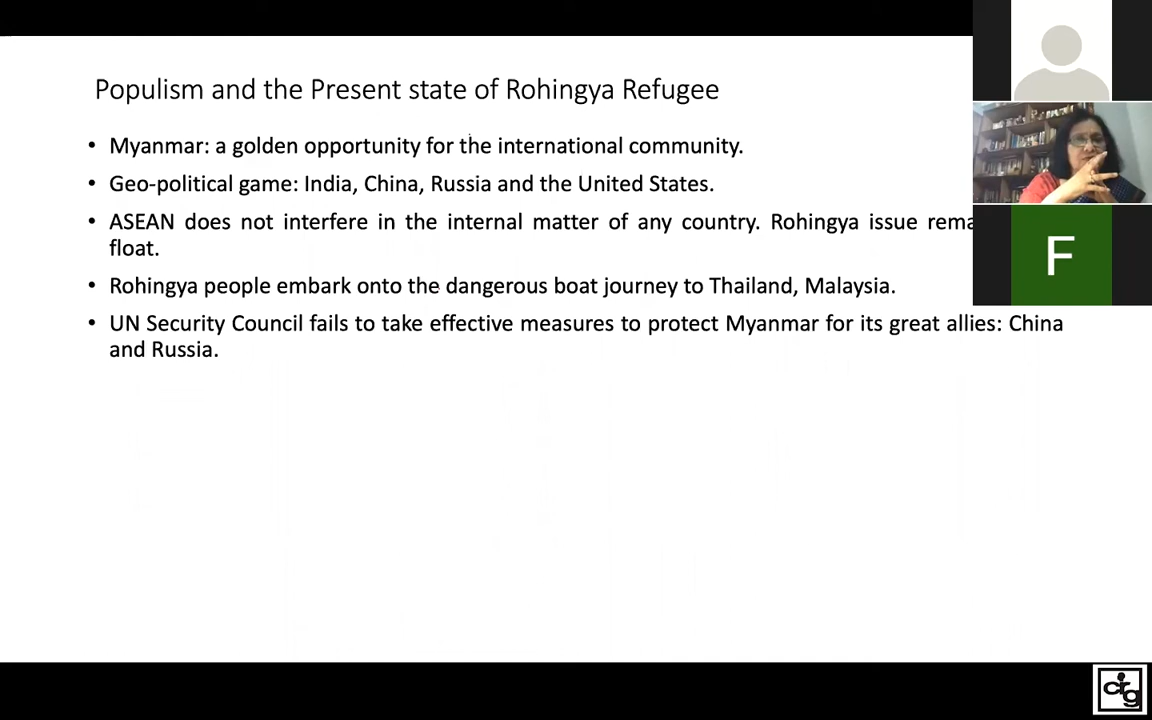 Populism and the Present state of Rohingya Refugee
• Myanmar: a golden opportunity for the international community.
• Geo-political game: India, China, Russia and the United States.
• ASEAN does not interfere in the internal matter of any country. Rohingya issue
float.
• Rohingya people embark onto the dangerous boat journey to Thailand, Malaysia.
• UN Security Council fails to take effective measures to protect Myanmar for its great allies: China
and Russia.
F
crg